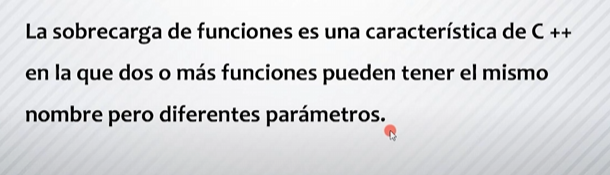 La sobrecarga de funciones es una característica de C ++
en la que dos o más funciones pueden tener el mismo
nombre pero diferentes parámetros.